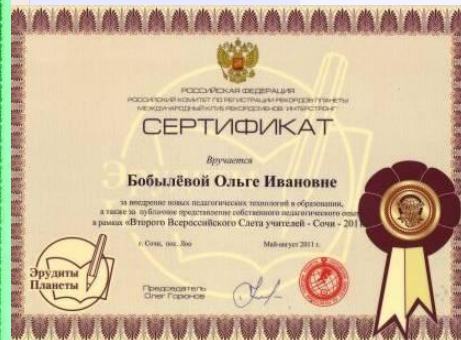 РОССИЙСКАЯ ФЕДЕРАЦИЯ
РОССИЙСКИЙ КОМИТЕТ ПО РЕГИСТРАЦИИ РЕКОРДОВ ПЛАНЕТЫ
МЕЖДУНАРОДНЫЙ КЛУБ РЕКОРДСМЕНОВ "ИНТЕРСТРОНГ"
СЕРТИФИКАТ
Вручается
Бобылёвой Ольге Ивановне
за внедрение новых педагогических технологий в образовании,
а также за публичное представление собственного педагогического опыта
в рамках «Второго Всероссийского Слета учителей - Сочи - 2011
г. Сочи, пос. Лоо Май-август 2011 г.
Эрудиты
Планеты
Председатель
Олег Горюнов